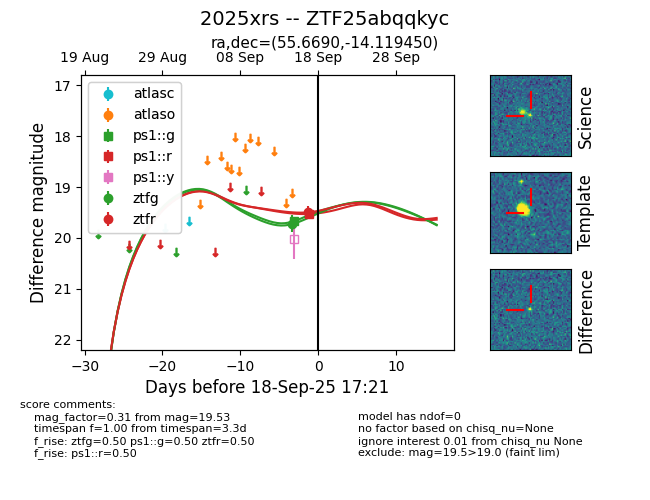 2025xrs -- ZTF25abqqkyc
ra,dec=(55.6690,-14.119450)
19 Aug 29 Aug 08 Sep 18 Sep 28 Sep
17
18
19
20
21
22
Difference magnitude
atlasc
atlaso
ps1::g
ps1::r
ps1::y
ztfg
ztfr
−30 −20 −10 0 10
Days before 18-Sep-25 17:21
Science
Template
Difference
score comments:
mag_factor=0.31 from mag=19.53
timespan f=1.00 from timespan=3.3d
f_rise: ztfg=0.50 ps1::g=0.50 ztfr=0.50
f_rise: ps1::r=0.50
model has ndof=0
no factor based on chisq_nu=None
ignore interest 0.01 from chisq_nu None
exclude: mag=19.5>19.0 (faint lim)